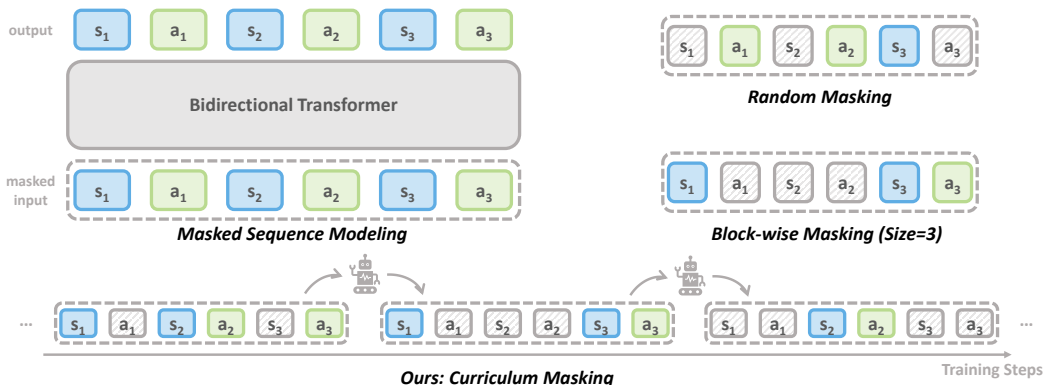 output
s1 a1 s2 a2 s3 a3
Bidirectional Transformer
masked
input
s1 a1 s2 a2 s3 a3
Masked Sequence Modeling
s1 a1 s2 a2 s3 a3
Random Masking
s1 a1 s2 a2 s3 a3
Block-wise Masking (Size=3)
... s1 a1 s2 a2 s3 a3 s1 a1 s2 a2 s3 a3 s1 a1 s2 a2 s3 a3 ...
Training Steps
Ours: Curriculum Masking